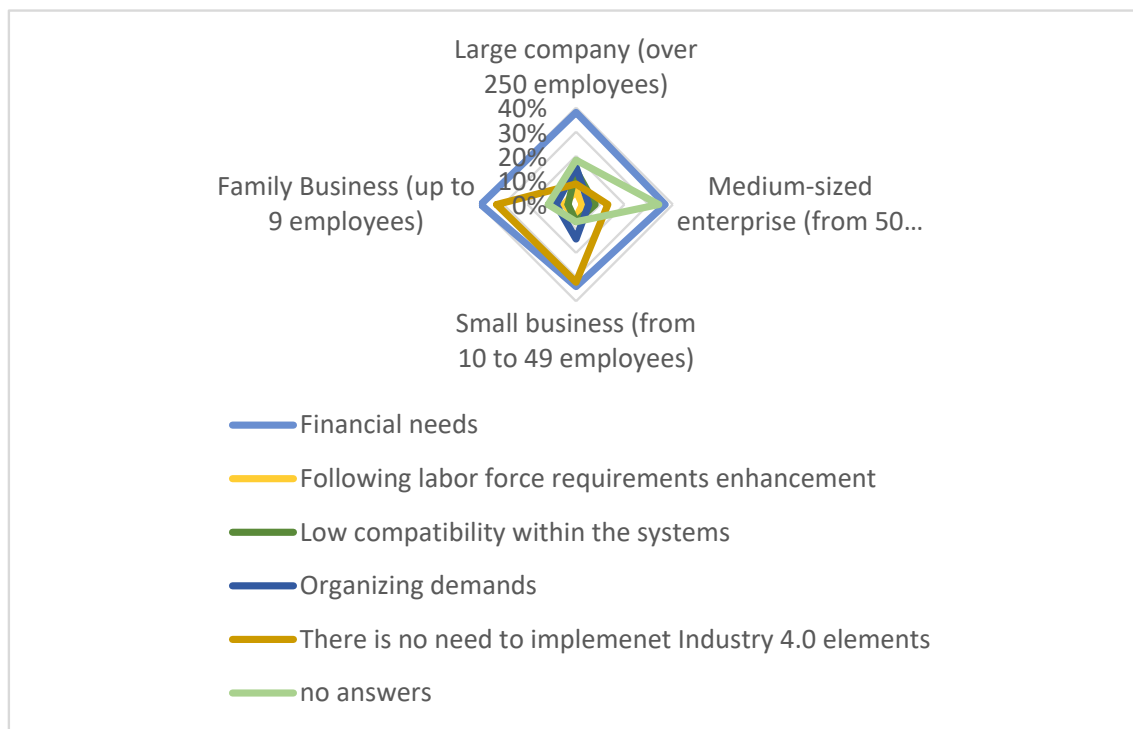 Large company (over
250 employees)
40%
30%
20%
10%
0%
Family Business (up to
9 employees)
Medium-sized
enterprise (from 50...
Small business (from
10 to 49 employees)
Financial needs
Following labor force requirements enhancement
Low compatibility within the systems
Organizing demands
There is no need to implemenet Industry 4.0 elements
no answers